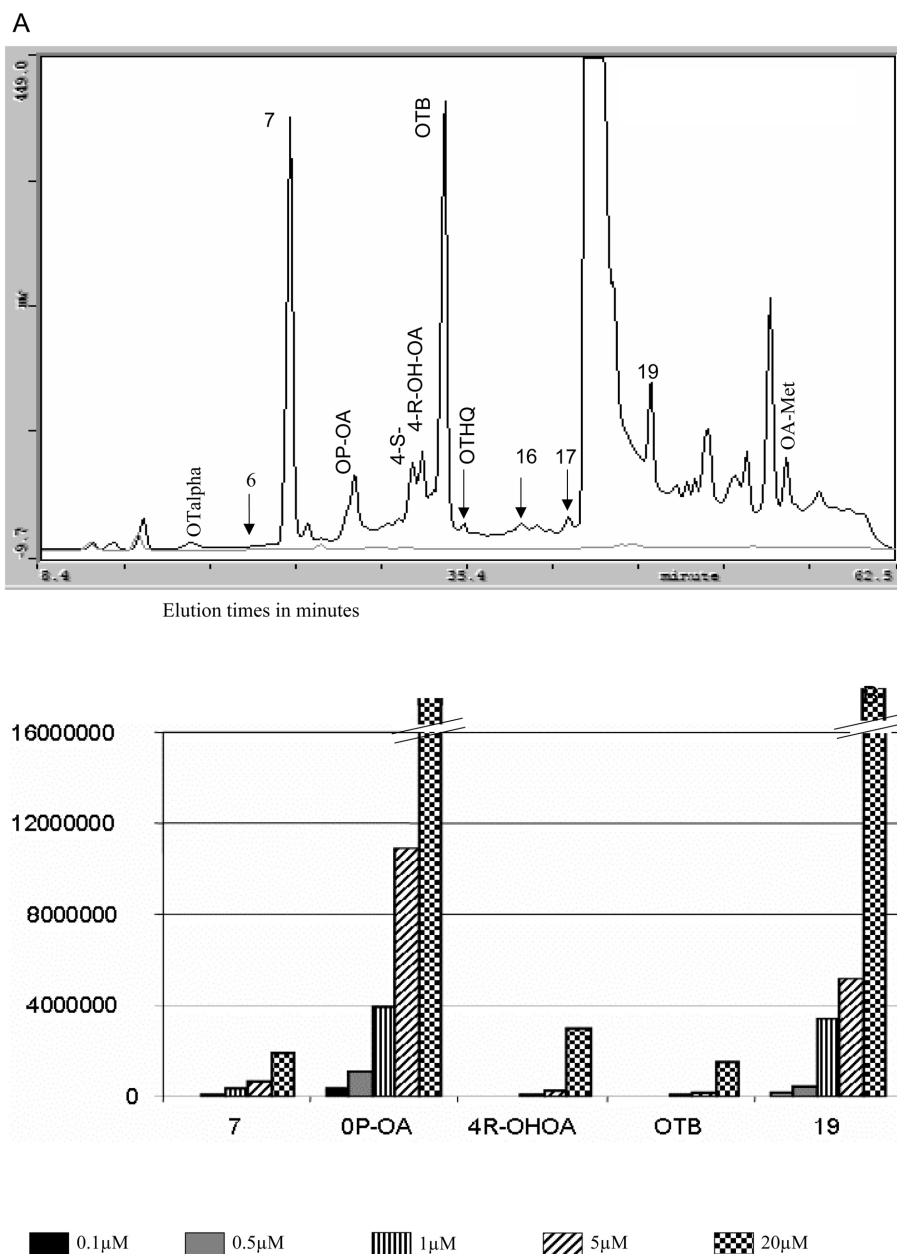 A
449.0
mV
-9.7
7
OTB
4-R-OH-OA
4-S-
OP-OA
OTHQ
6
OTalpha
16
17
19
OA-Met
8.4
35.4
minute
62.5
Elution times in minutes
B
16000000
12000000
8000000
4000000
0
7
0P-OA
4R-OHOA
OTB
19
0.1µM
0.5µM
1µM
5µM
20µM